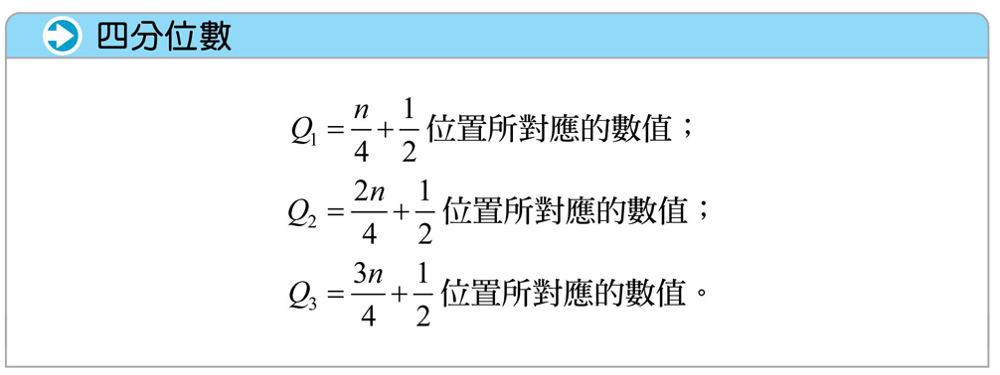 四分位數
Q₁ = n/4 + 1/2 位置所對應的數值；
Q₂ = 2n/4 + 1/2 位置所對應的數值；
Q₃ = 3n/4 + 1/2 位置所對應的數值。